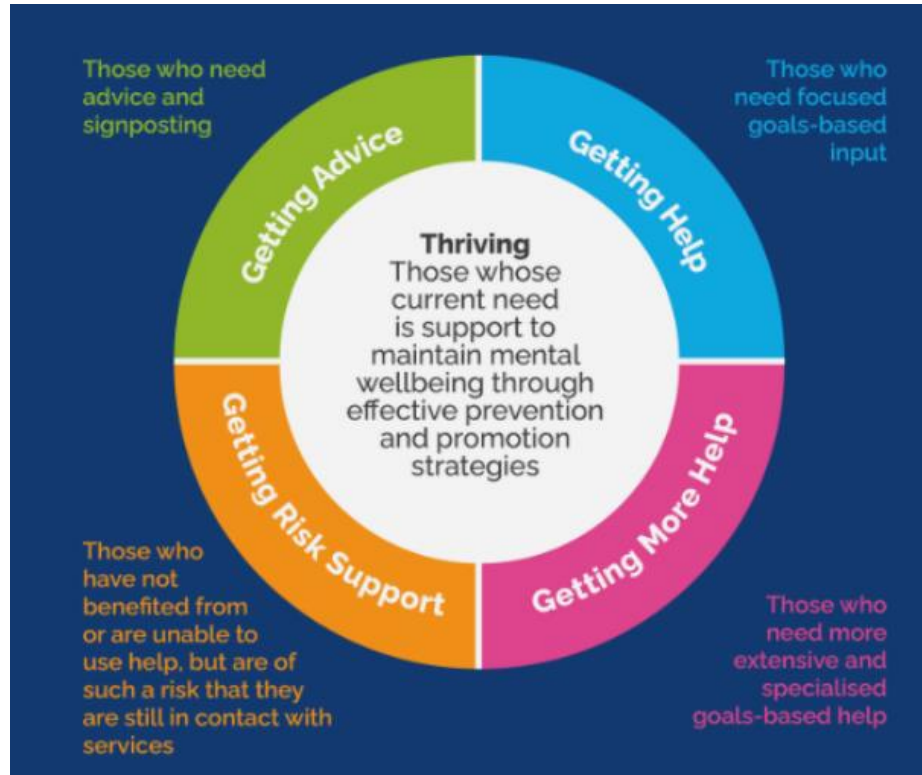 Those who need
advice and
signposting
Getting Advice
Those who
need focused
goals-based
input
Getting Help
Thriving
Those whose
current need
is support to
maintain mental
wellbeing through
effective prevention
and promotion
strategies
Getting Risk Support
Those who
have not
benefited from
or are unable to
use help, but are of
such a risk that they
are still in contact with
services
Getting More Help
Those who
need more
extensive and
specialised
goals-based help